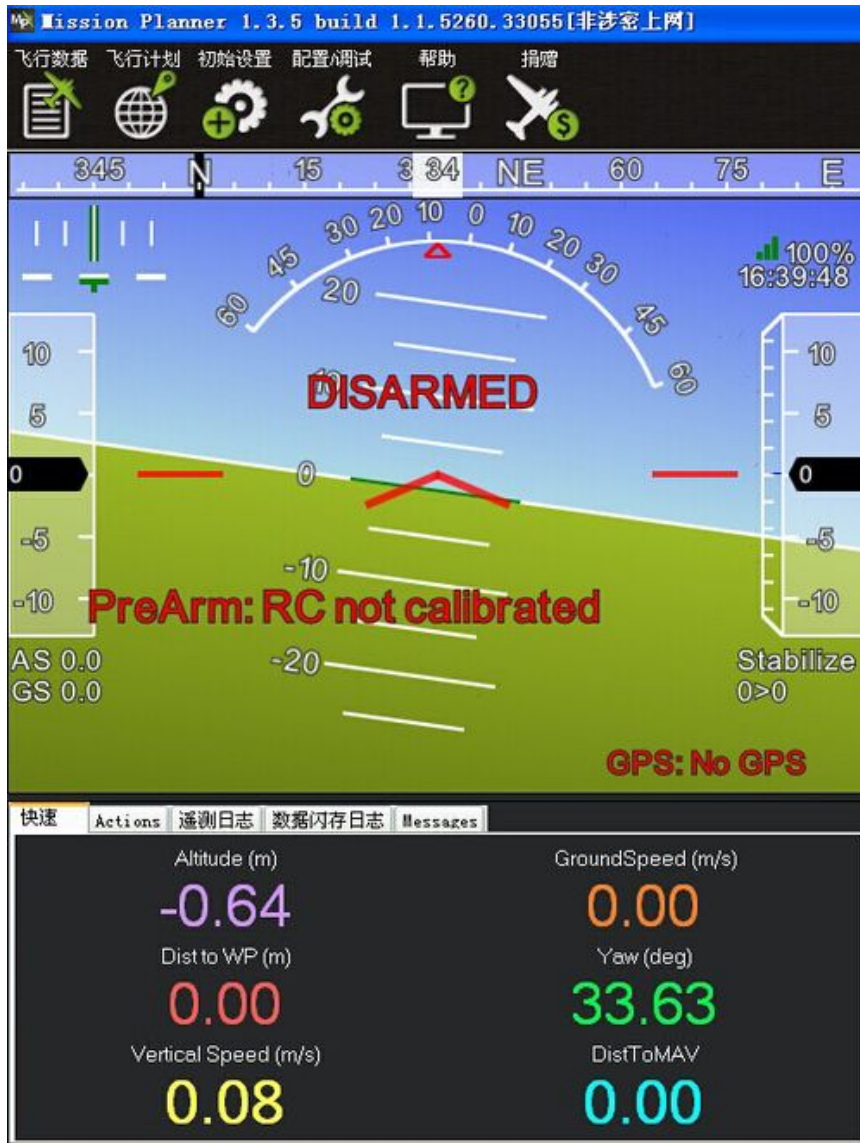 Mission Planner 1.3.5 build 1.1.5260.33055[非涉密上网]
飞行数据 飞行计划 初始设置 配置/调试 帮助 捐赠
345 N 15 3 34 NE 60 75 E
60 45 30 20 10 0 10 20 30 45 60
100%
16:39:48
20
10 10
DISARMED
5 5
0 0 0
-5 -5
-10
-10 PreArm: RC not calibrated -10
AS 0.0 -20 Stabilize
GS 0.0 0>0
GPS: No GPS
快速 Actions 遥测日志 数据闪存日志 Messages
Altitude (m) GroundSpeed (m/s)
-0.64 0.00
Dist to WP (m) Yaw (deg)
0.00 33.63
Vertical Speed (m/s) DistToMAV
0.08 0.00